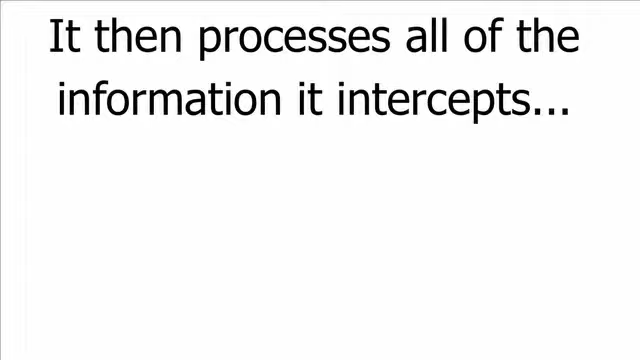 It then processes all of the
information it intercepts...